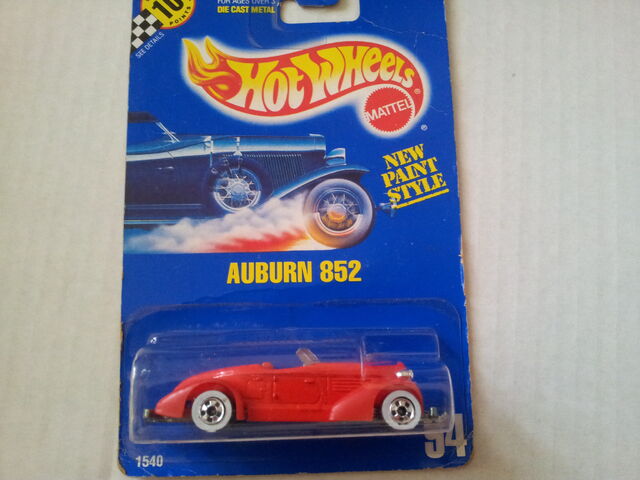 10
POINTS
SEE DETAILS
FOR AGES OVER 3
DIE CAST METAL
HOT WHEELS ®
MATTEL
®
NEW
PAINT
STYLE
AUBURN 852
94
1540